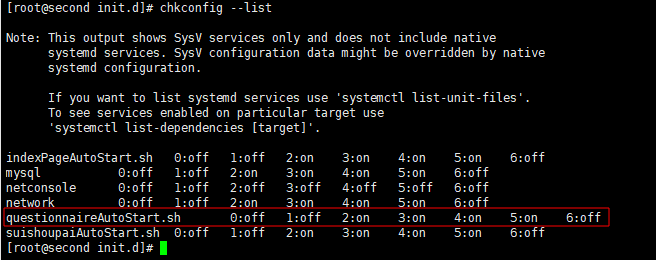 [root@second init.d]# chkconfig --list
Note: This output shows SysV services only and does not include native
systemd services. SysV configuration data might be overridden by native
systemd configuration.
If you want to list systemd services use 'systemctl list-unit-files'.
To see services enabled on particular target use
'systemctl list-dependencies [target]'.
indexPageAutoStart.sh 0:off 1:off 2:on 3:on 4:on 5:on 6:off
mysql 0:off 1:off 2:on 3:on 4:on 5:on 6:off
netconsole 0:off 1:off 2:off 3:off 4:off 5:off 6:off
network 0:off 1:off 2:on 3:on 4:on 5:on 6:off
questionnaireAutoStart.sh 0:off 1:off 2:on 3:on 4:on 5:on 6:off
suishoupaiAutoStart.sh 0:off 1:off 2:on 3:on 4:on 5:on 6:off
[root@second init.d]#